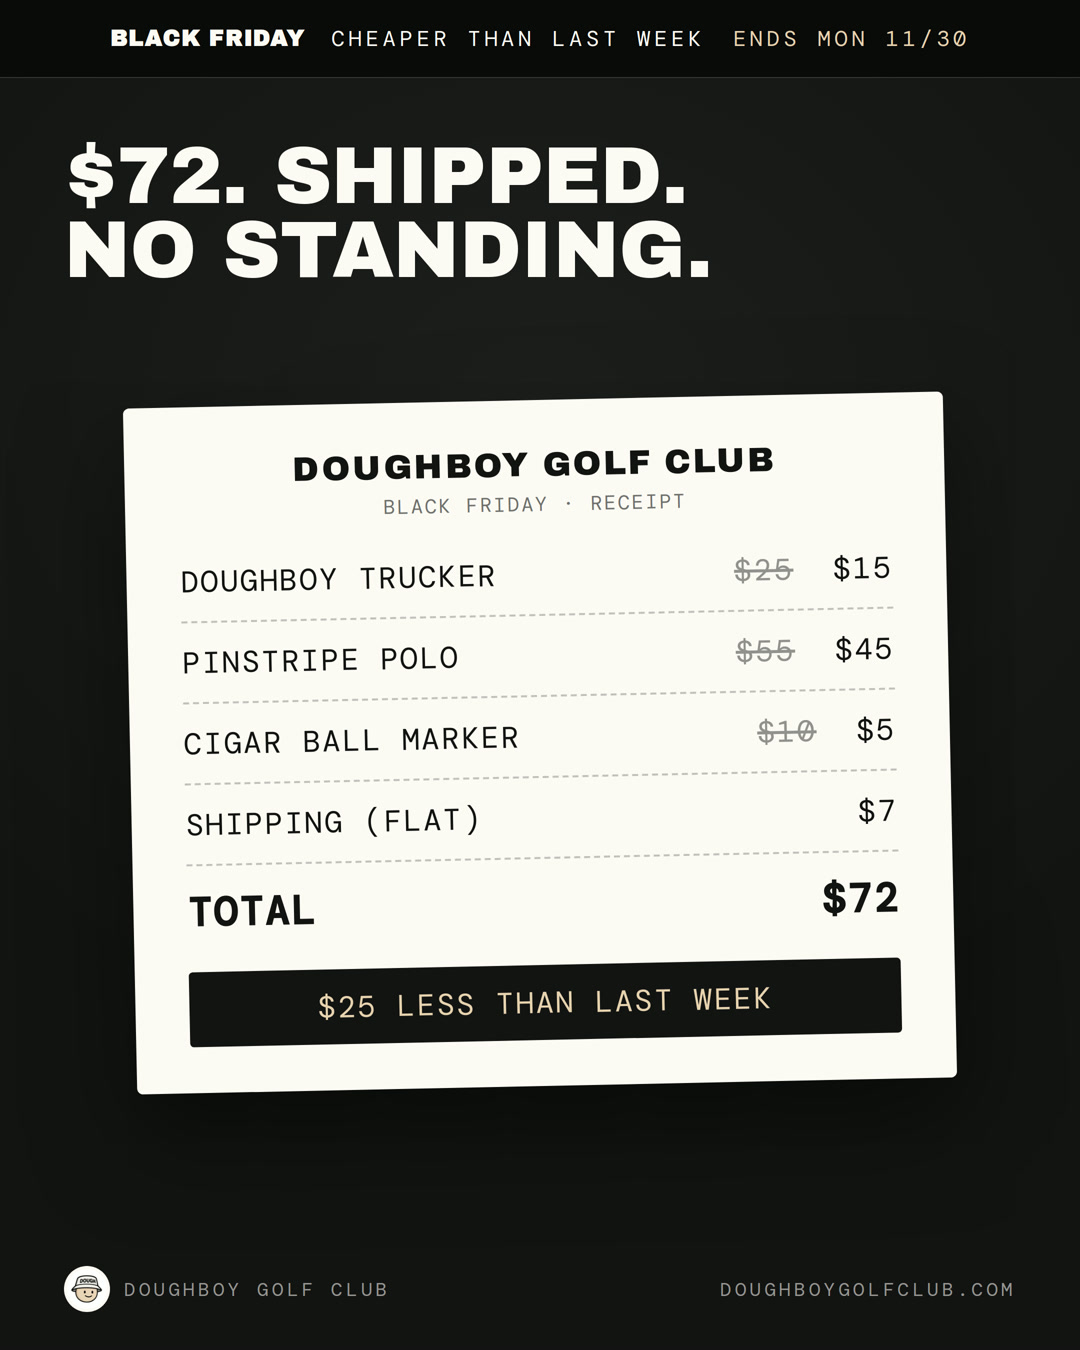 BLACK FRIDAY CHEAPER THAN LAST WEEK ENDS MON 11/30
$72. SHIPPED.
NO STANDING.
DOUGHBOY GOLF CLUB
BLACK FRIDAY · RECEIPT
DOUGHBOY TRUCKER $25 $15
PINSTRIPE POLO $55 $45
CIGAR BALL MARKER $10 $5
SHIPPING (FLAT) $7
TOTAL $72
$25 LESS THAN LAST WEEK
DOUGH
DOUGHBOY GOLF CLUB DOUGHBOYGOLFCLUB.COM